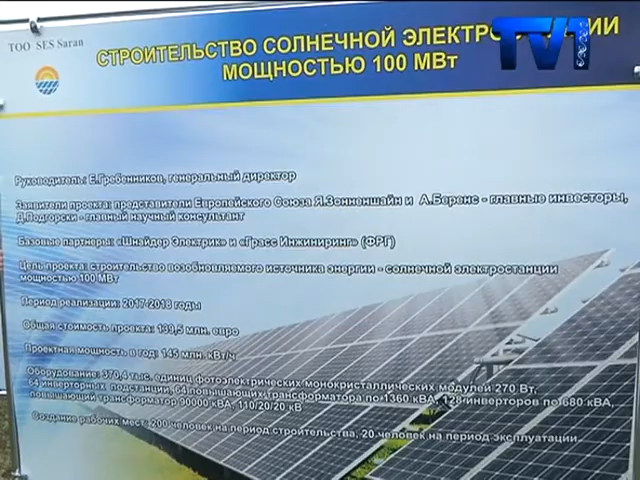 ТОО SES Saran
СТРОИТЕЛЬСТВО СОЛНЕЧНОЙ ЭЛЕКТРОСТАНЦИИ
МОЩНОСТЬЮ 100 МВт
TV1
Руководитель: Е.Гребенников, генеральный директор
Заявители проекта: представители Европейского Союза Я.Зонненшайн и А.Беренс - главные инвесторы,
Д.Подгорски - главный научный консультант
Базовые партнеры: «Шнайдер Электрик» и «Грасс Инжиниринг» (ФРГ)
Цель проекта: строительство возобновляемого источника энергии - солнечной электростанции
мощностью 100 МВт
Период реализации: 2017-2018 годы
Общая стоимость проекта: 139,5 млн. евро
Проектная мощность в год: 145 млн. кВт/ч
Оборудование: 370,4 тыс. единиц фотоэлектрических монокристаллических модулей 270 Вт,
64 инверторных подстанции, 64 повышающих трансформатора по 1360 кВА, 128 инверторов по 680 кВА,
повышающий трансформатор 90000 кВА, 110/20/20 кВ
Создание рабочих мест: 200 человек на период строительства, 20 человек на период эксплуатации